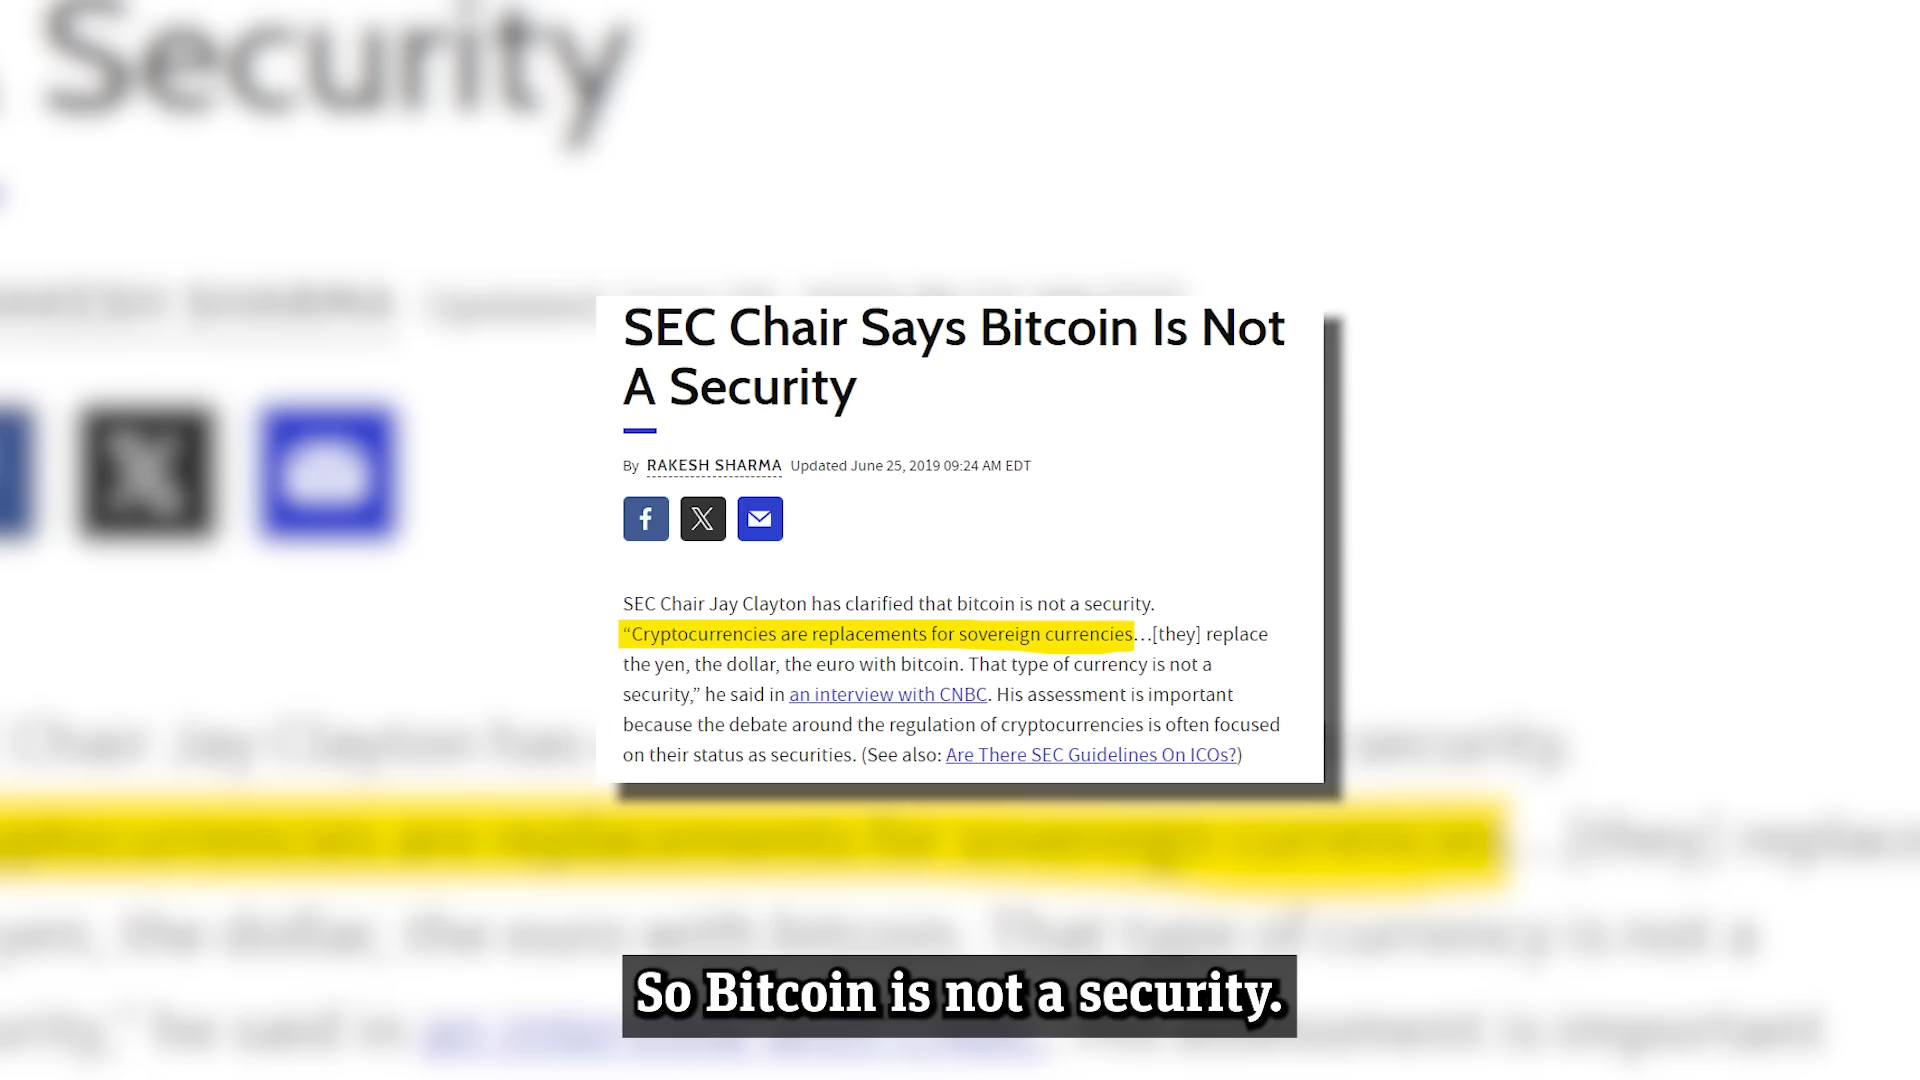 Security
SEC Chair Says Bitcoin Is Not
A Security
By RAKESH SHARMA Updated June 25, 2019 09:24 AM EDT
SEC Chair Jay Clayton has clarified that bitcoin is not a security.
“Cryptocurrencies are replacements for sovereign currencies…[they] replace
the yen, the dollar, the euro with bitcoin. That type of currency is not a
security,” he said in an interview with CNBC. His assessment is important
because the debate around the regulation of cryptocurrencies is often focused
on their status as securities. (See also: Are There SEC Guidelines On ICOs?)
So Bitcoin is not a security.